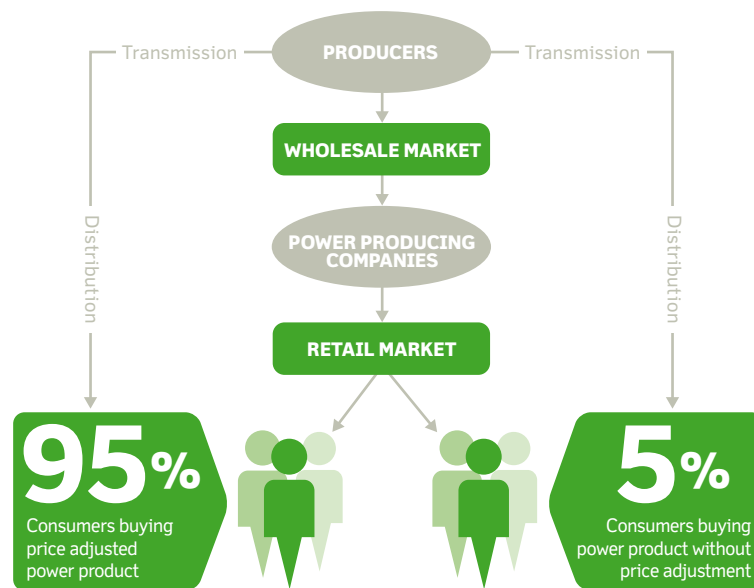 PRODUCERS
Transmission
Transmission
WHOLESALE MARKET
Distribution
Distribution
POWER PRODUCING
COMPANIES
RETAIL MARKET
95%
Consumers buying
price adjusted
power product
5%
Consumers buying
power product without
price adjustment